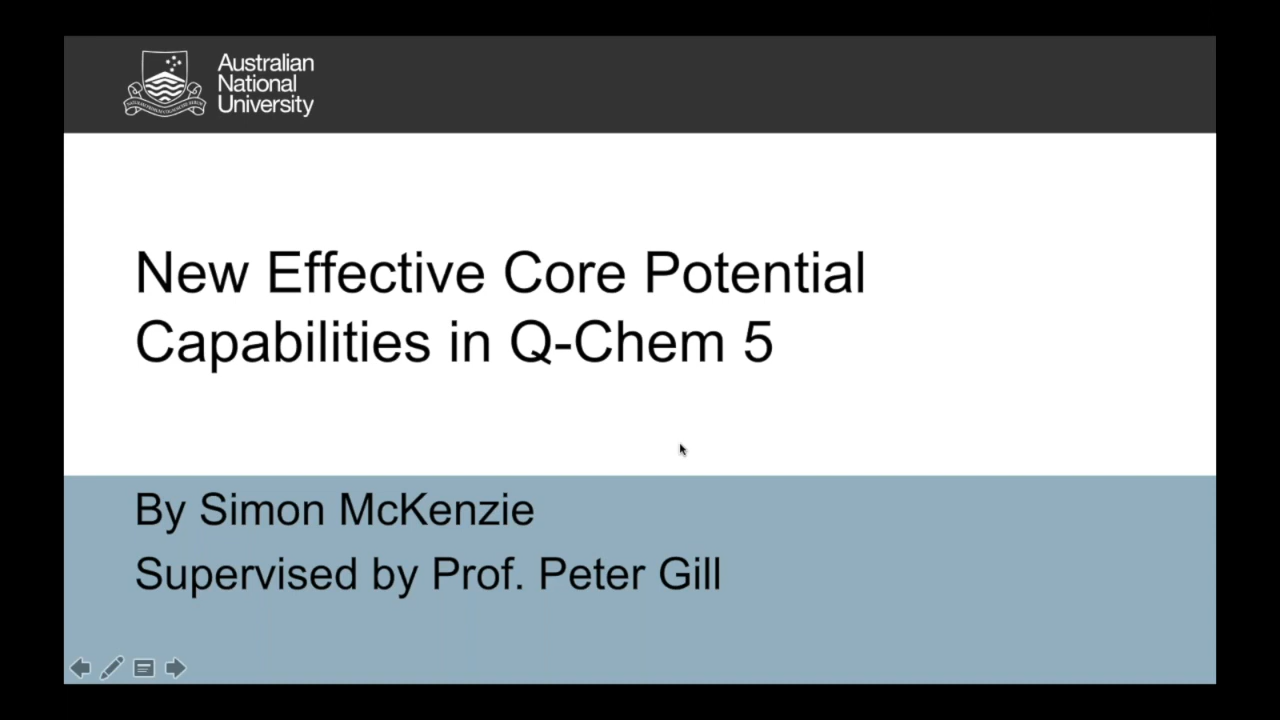 Australian
National
University
New Effective Core Potential
Capabilities in Q-Chem 5
By Simon McKenzie
Supervised by Prof. Peter Gill